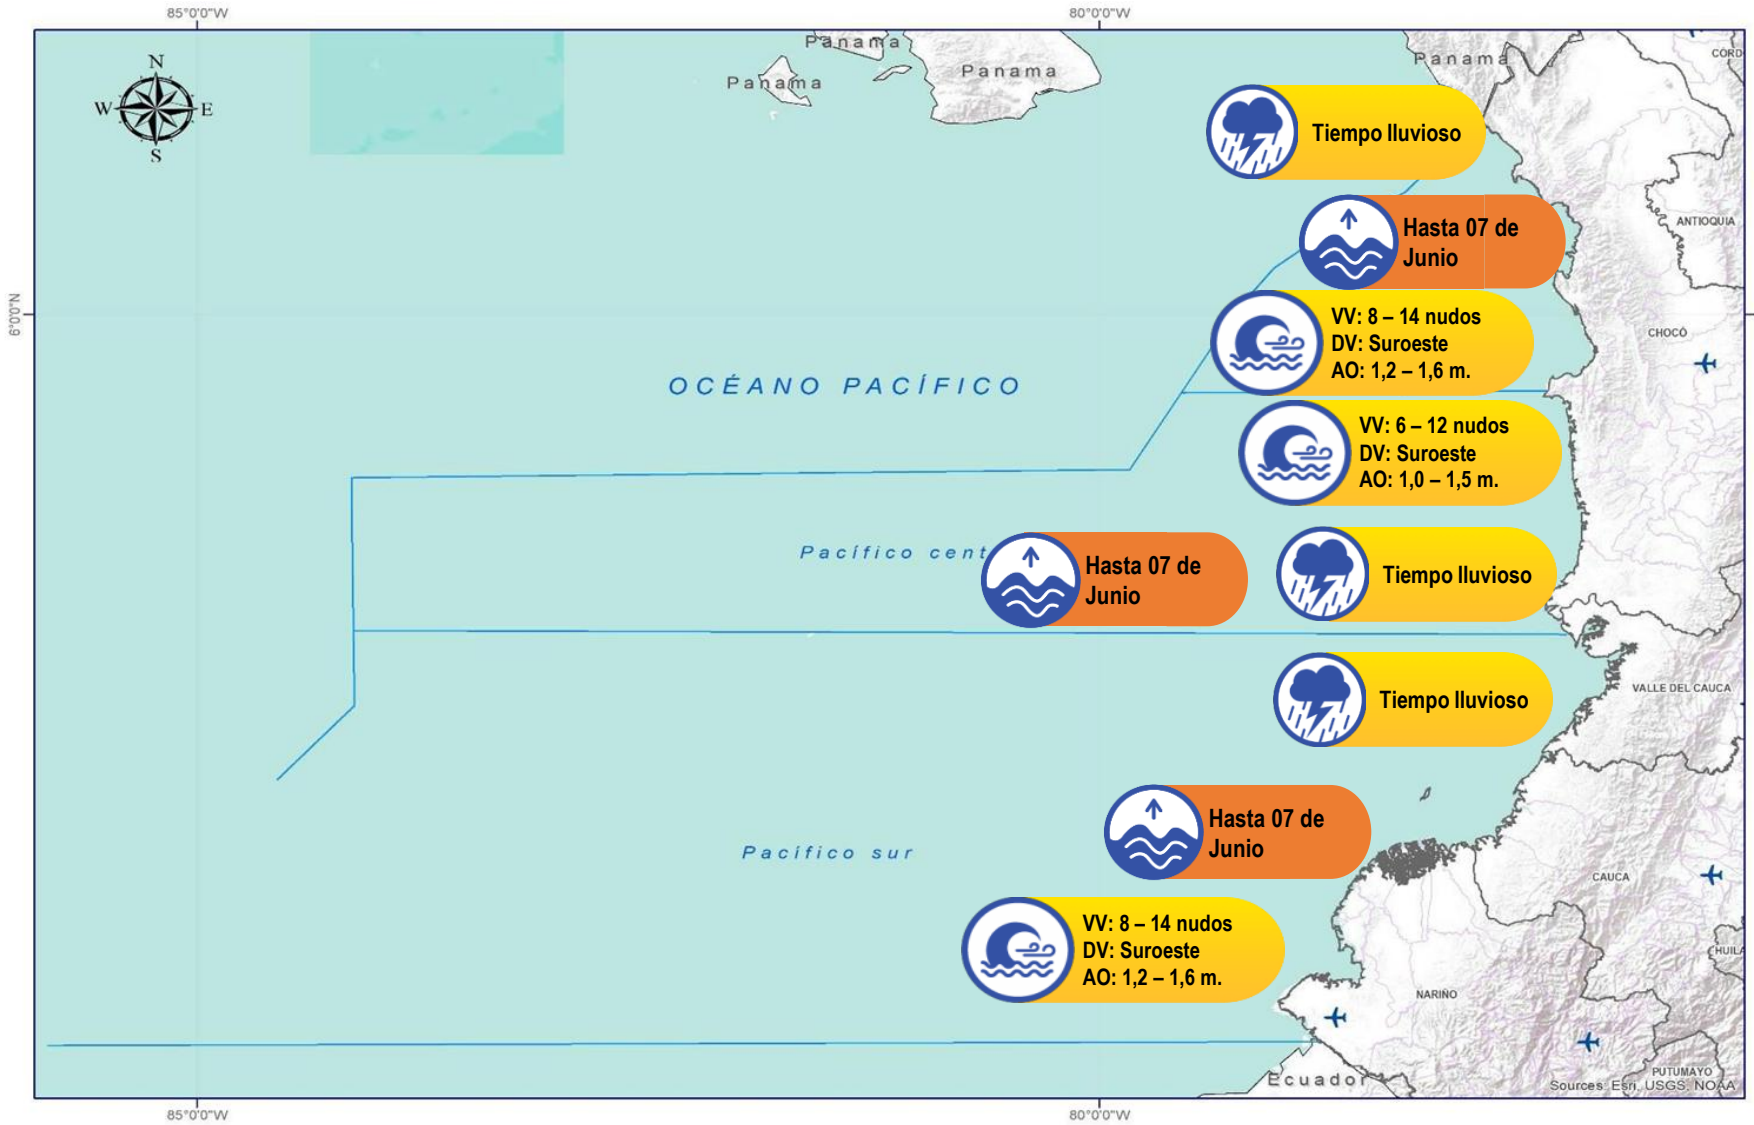 85°0'0"W
80°0'0"W
N
W
E
S
Panama
Panama
Panama
Panama
CORD
Tiempo lluvioso
ANTIOQUIA
Hasta 07 de
Junio
6°0'0"N
VV: 8 – 14 nudos
DV: Suroeste
AO: 1,2 – 1,6 m.
CHOCÓ
OCÉANO PACÍFICO
VV: 6 – 12 nudos
DV: Suroeste
AO: 1,0 – 1,5 m.
Pacífico cent
Hasta 07 de
Junio
Tiempo lluvioso
VALLE DEL CAUCA
Tiempo lluvioso
Hasta 07 de
Junio
Pacífico sur
CAUCA
VV: 8 – 14 nudos
DV: Suroeste
AO: 1,2 – 1,6 m.
HUILA
NARIÑO
PUTUMAYO
Ecuador
Sources: Esri, USGS, NOAA
85°0'0"W
80°0'0"W